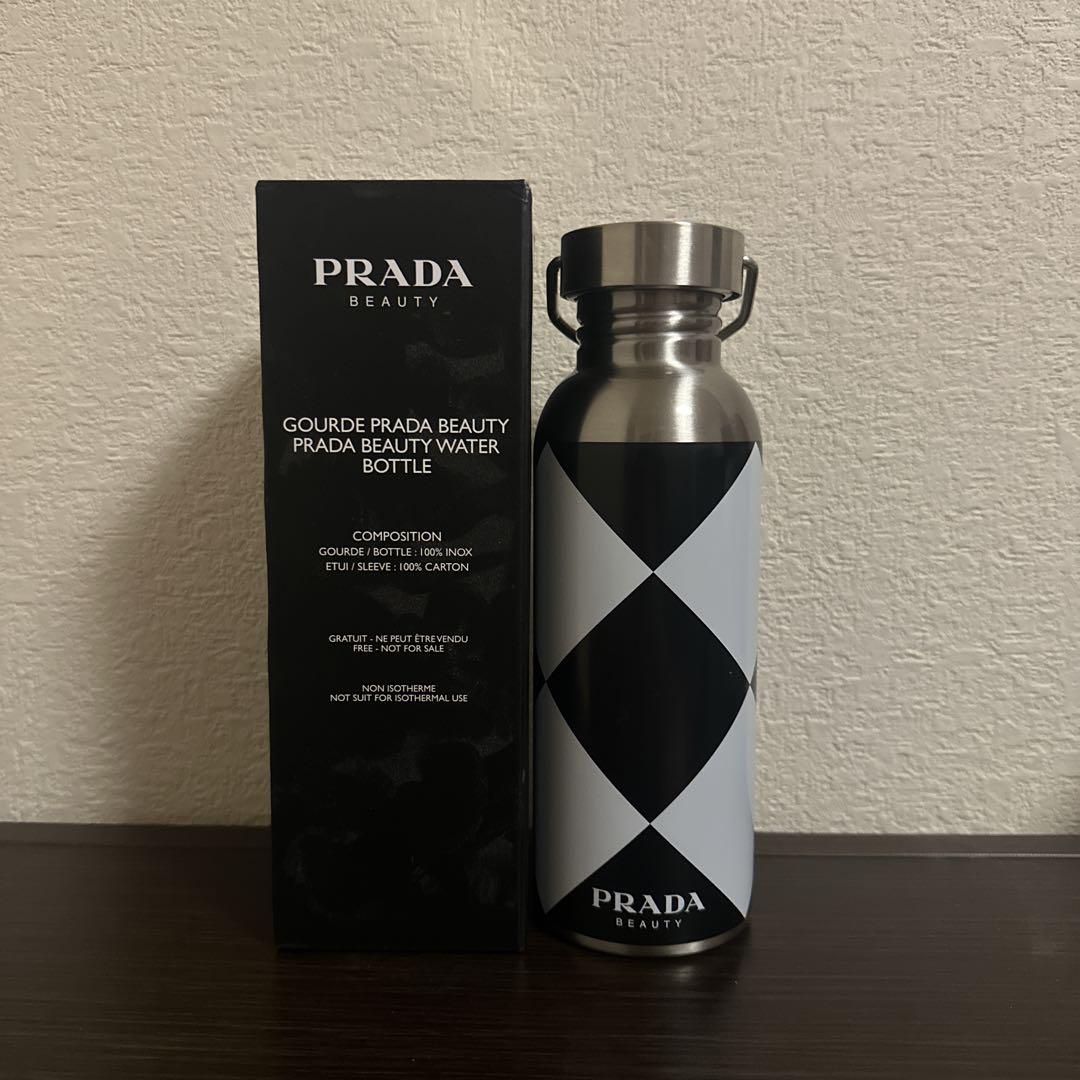 PRADA
BEAUTY
GOURDE PRADA BEAUTY
PRADA BEAUTY WATER
BOTTLE
COMPOSITION
GOURDE / BOTTLE : 100% INOX
ETUI / SLEEVE : 100% CARTON
GRATUIT - NE PEUT ÊTRE VENDU
FREE - NOT FOR SALE
NON ISOTHERME
NOT SUIT FOR ISOTHERMAL USE
PRADA
BEAUTY